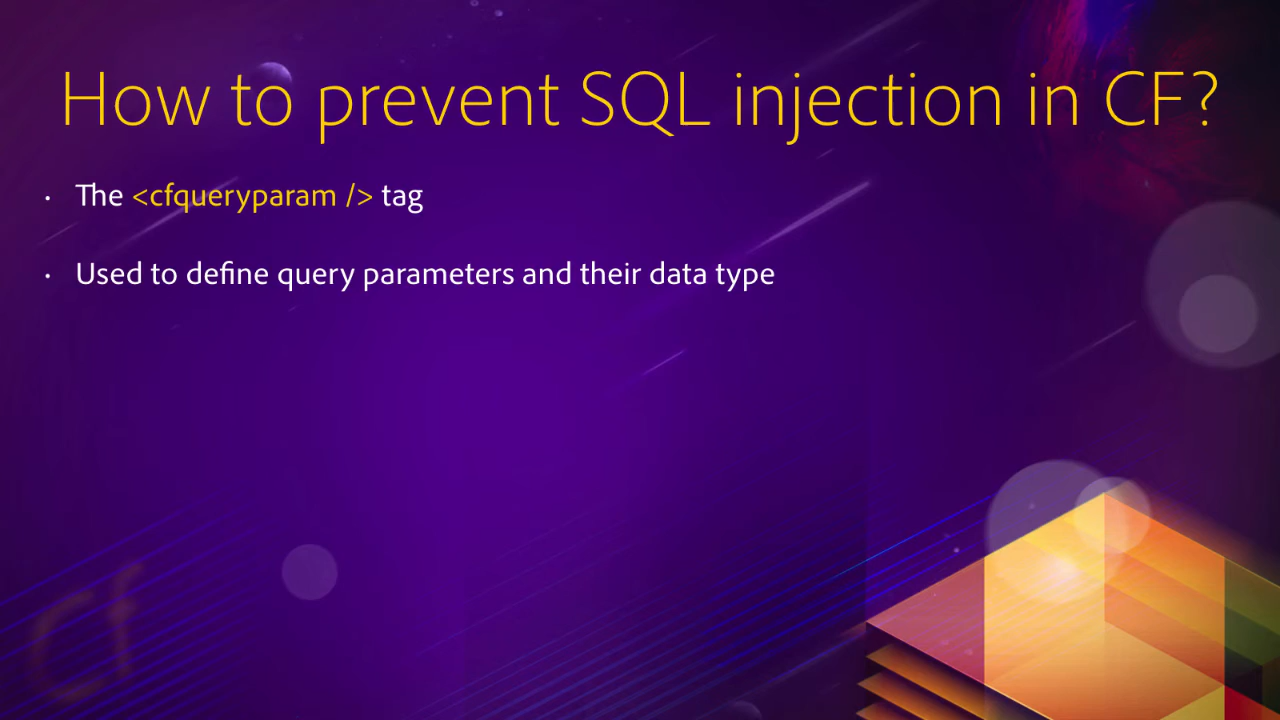 How to prevent SQL injection in CF?
• The <cfqueryparam /> tag
• Used to define query parameters and their data type
Cf